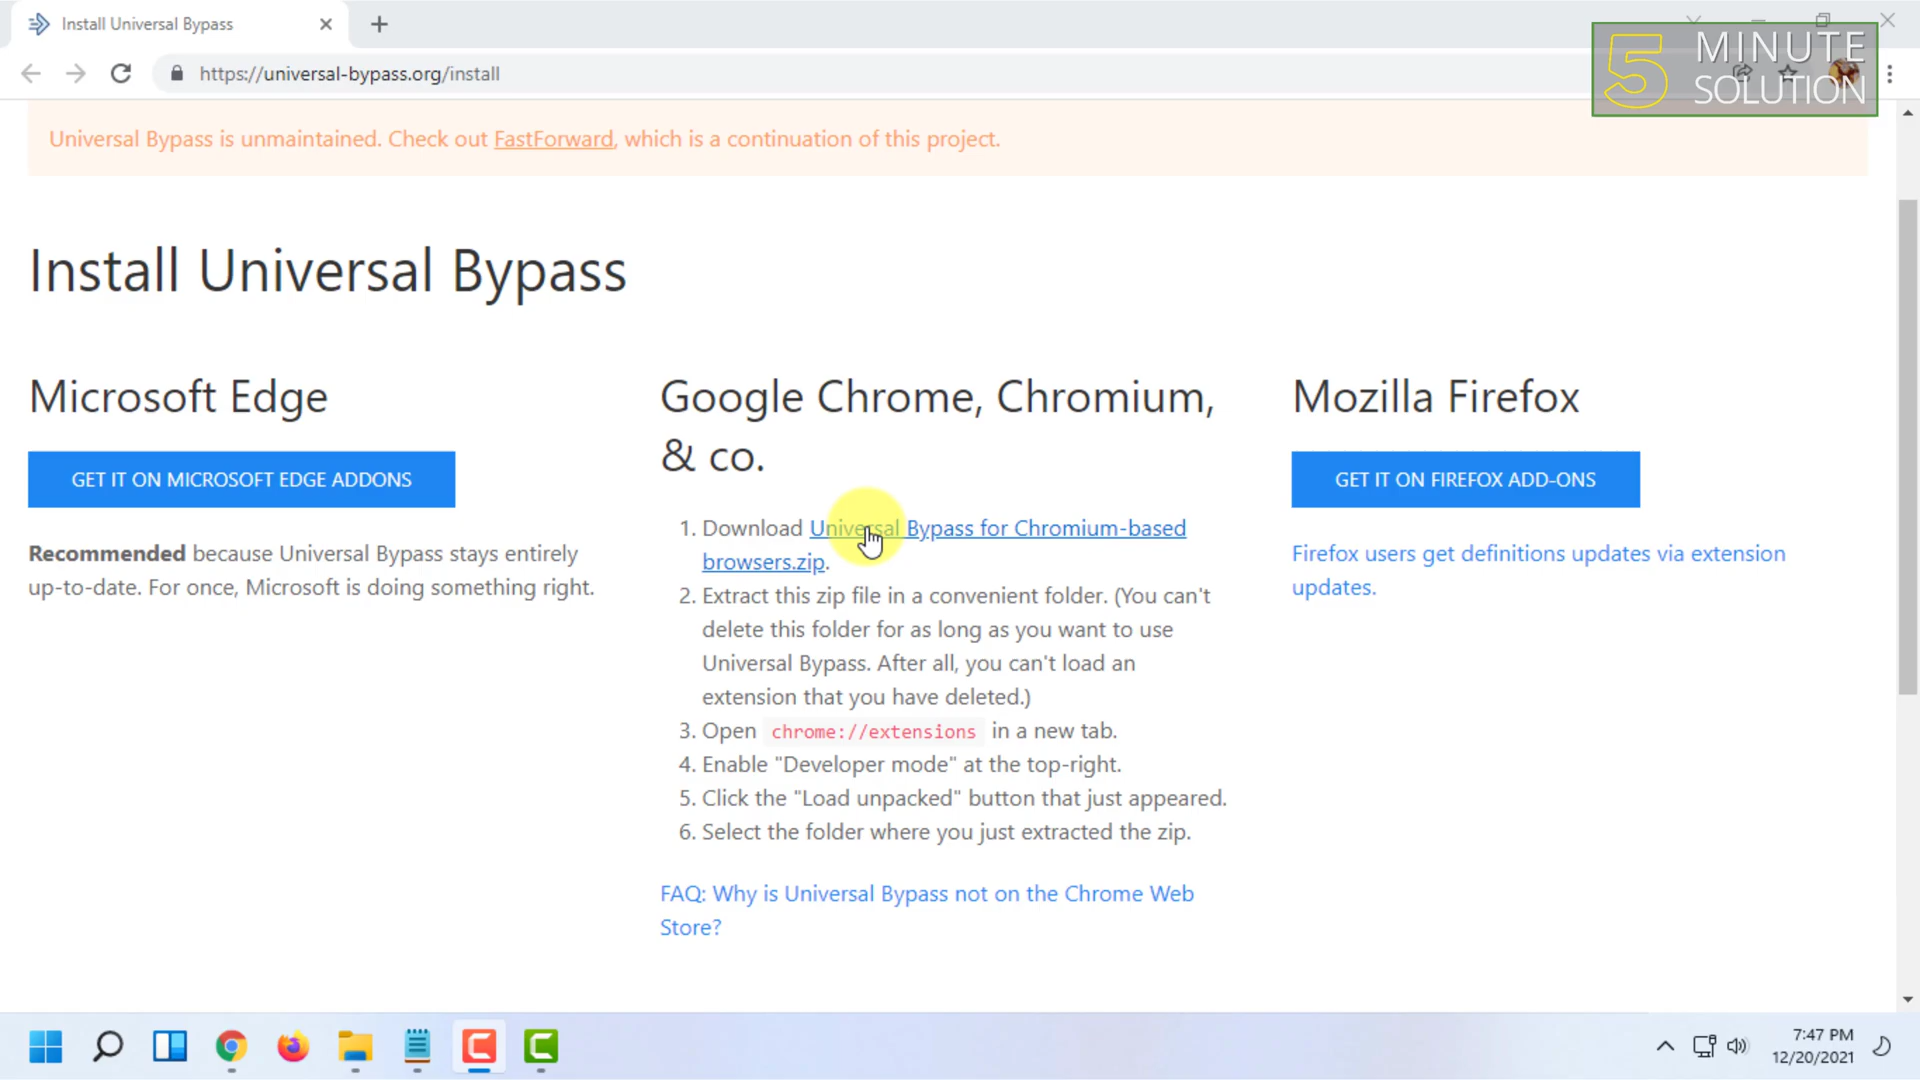 Install Universal Bypass
https://universal-bypass.org/install
5 MINUTE
SOLUTION
Universal Bypass is unmaintained. Check out FastForward, which is a continuation of this project.
Install Universal Bypass
Microsoft Edge
GET IT ON MICROSOFT EDGE ADDONS
Recommended because Universal Bypass stays entirely
up-to-date. For once, Microsoft is doing something right.
Google Chrome, Chromium,
& co.
1. Download Universal Bypass for Chromium-based
browsers.zip.
2. Extract this zip file in a convenient folder. (You can't
delete this folder for as long as you want to use
Universal Bypass. After all, you can't load an
extension that you have deleted.)
3. Open chrome://extensions in a new tab.
4. Enable "Developer mode" at the top-right.
5. Click the "Load unpacked" button that just appeared.
6. Select the folder where you just extracted the zip.
FAQ: Why is Universal Bypass not on the Chrome Web
Store?
Mozilla Firefox
GET IT ON FIREFOX ADD-ONS
Firefox users get definitions updates via extension
updates.
7:47 PM
12/20/2021